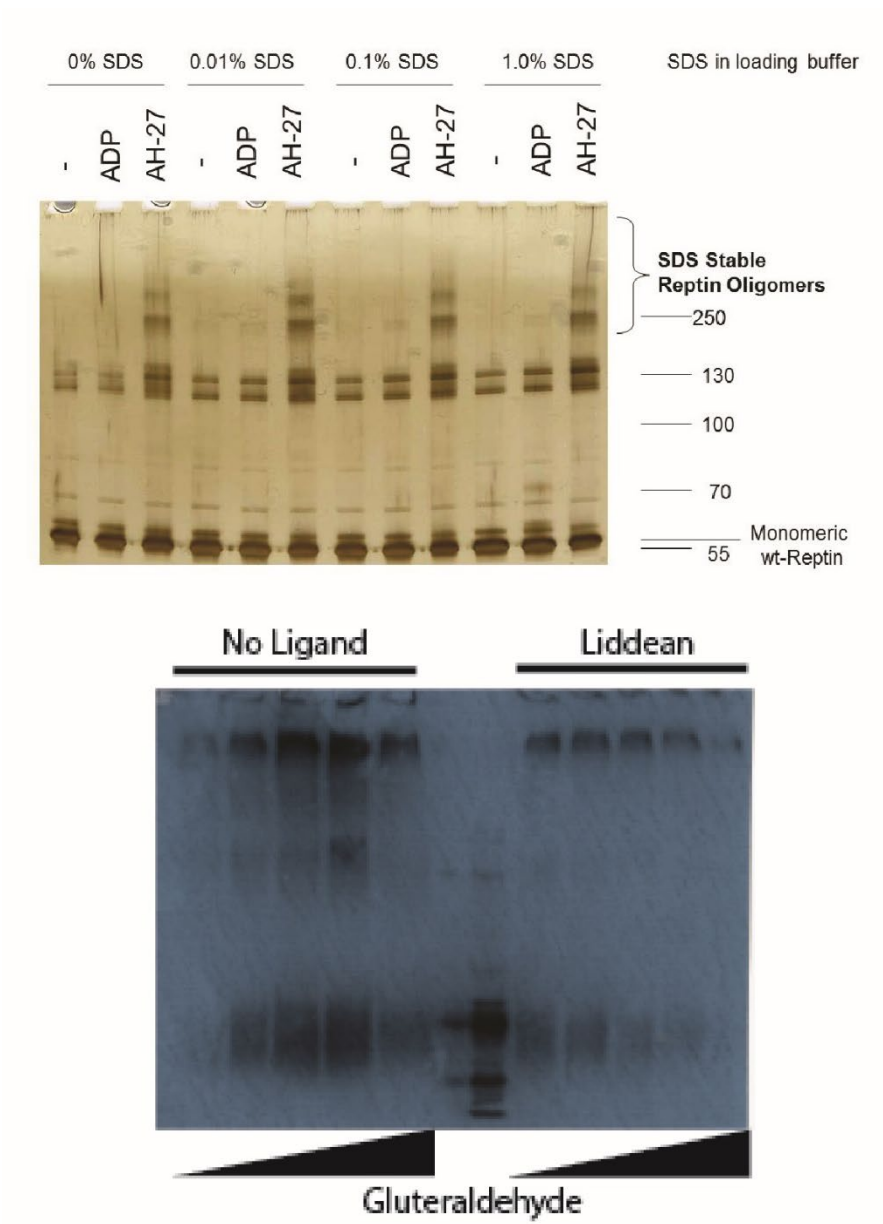 0% SDS 0.01% SDS 0.1% SDS 1.0% SDS SDS in loading buffer
- ADP AH-27 - ADP AH-27 - ADP AH-27 - ADP AH-27
SDS Stable
Reptin Oligomers
250
130
100
70
Monomeric
55 wt-Reptin
No Ligand Liddean
Gluteraldehyde